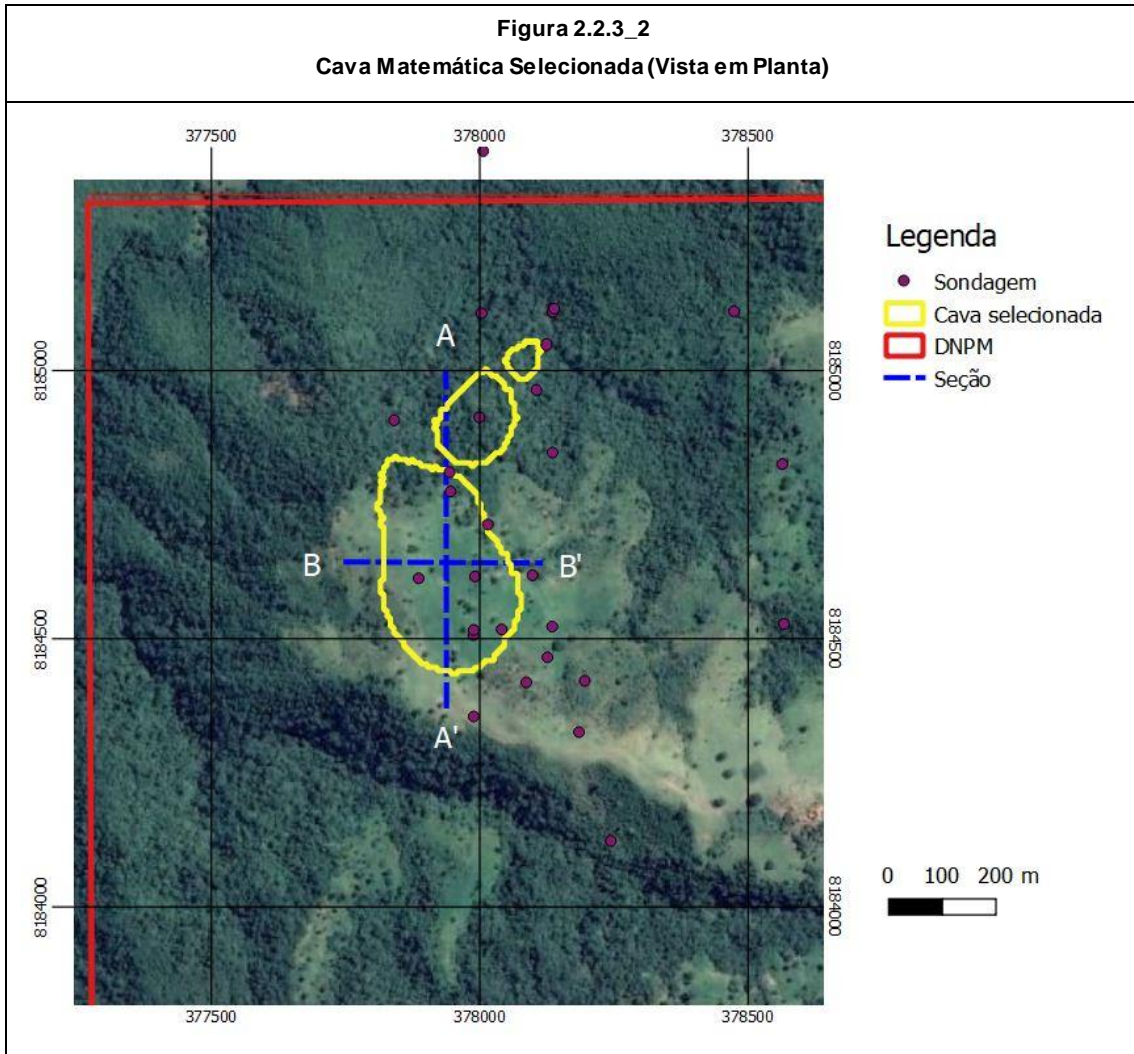 Figura 2.2.3_2
Cava Matemática Selecionada (Vista em Planta)
377500 378000 378500
Legenda
Sondagem
Cava selecionada
DNPM
Seção
A
8185000 8185000
B B'
8184500 8184500
A'
0 100 200 m
8184000 8184000
377500 378000 378500